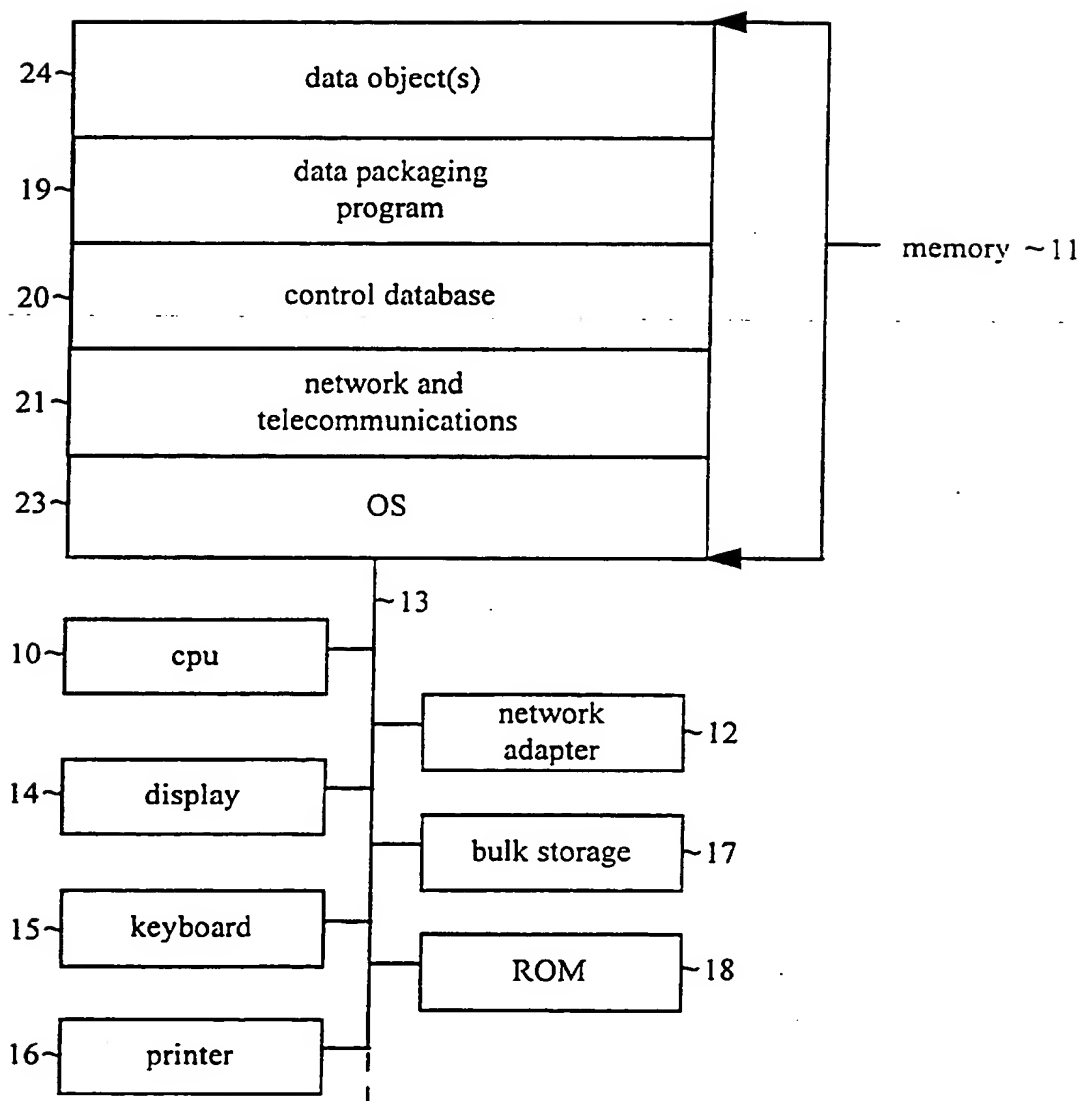 24~ data object(s)
19~ data packaging
program
memory ~11
20~ control database
21~ network and
telecommunications
23~ OS
~13
10~ cpu
network
adapter ~12
14~ display
bulk storage ~17
15~ keyboard
ROM ~18
16~ printer